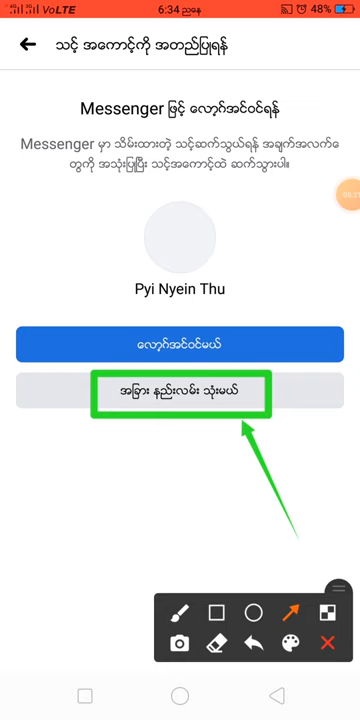 4G 3G VoLTE 6:34 ညနေ 48%
သင့် အကောင့်ကို အတည်ပြုရန်
Messenger ဖြင့် လော့ဂ်အင်ဝင်ရန်
Messenger မှာ သိမ်းထားတဲ့ သင့်ဆက်သွယ်ရန် အချက်အလက်တွေကို အသုံးပြုပြီး သင့်အကောင့်ထဲ ဆက်သွားပါ။
Pyi Nyein Thu
လော့ဂ်အင်ဝင်မယ်
အခြား နည်းလမ်း သုံးမယ်